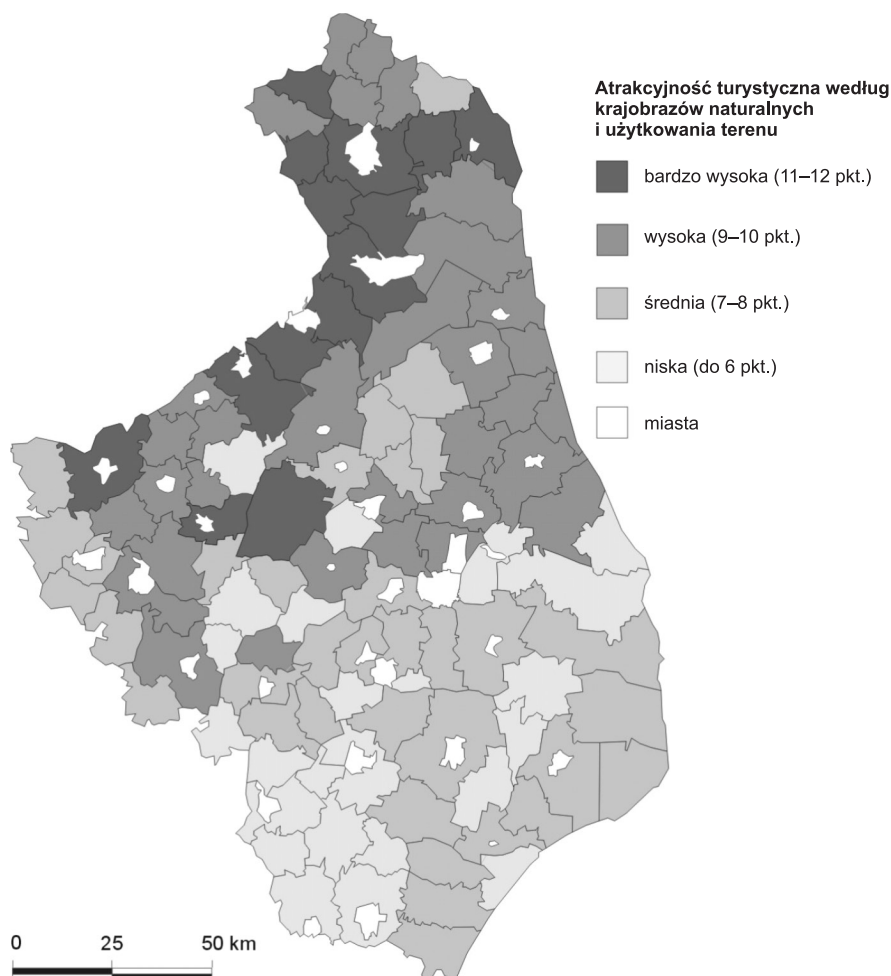 Atrakcyjność turystyczna według
krajobrazów naturalnych
i użytkowania terenu
bardzo wysoka (11–12 pkt.)
wysoka (9–10 pkt.)
średnia (7–8 pkt.)
niska (do 6 pkt.)
miasta
0 25 50 km